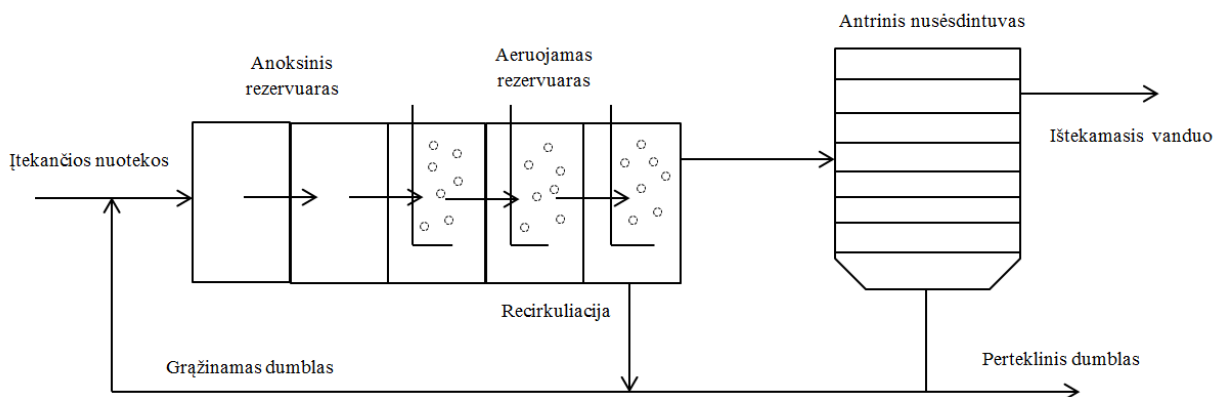 Antrinis nusėsdintuvas
Anoksinis
rezervuaras
Aeruojamas
rezervuaras
Ištekamasis vanduo
Įtekančios nuotekos
Recirkuliacija
Grąžinamas dumblas
Perteklinis dumblas